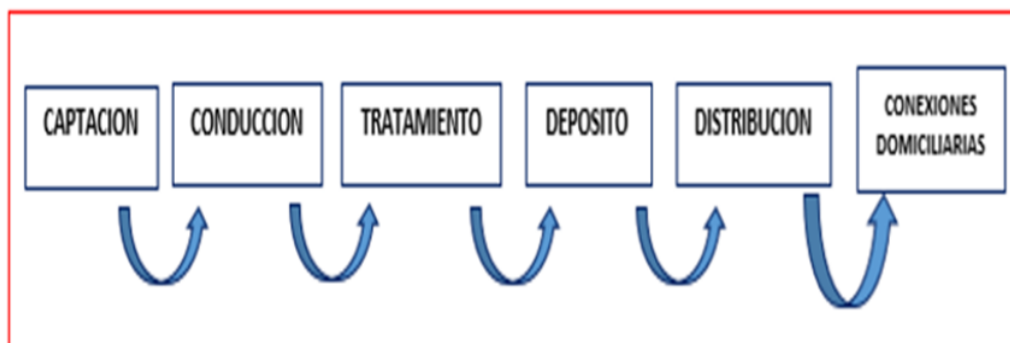 CAPTACION
CONDUCCION
TRATAMIENTO
DEPOSITO
DISTRIBUCION
CONEXIONES
DOMICILIARIAS